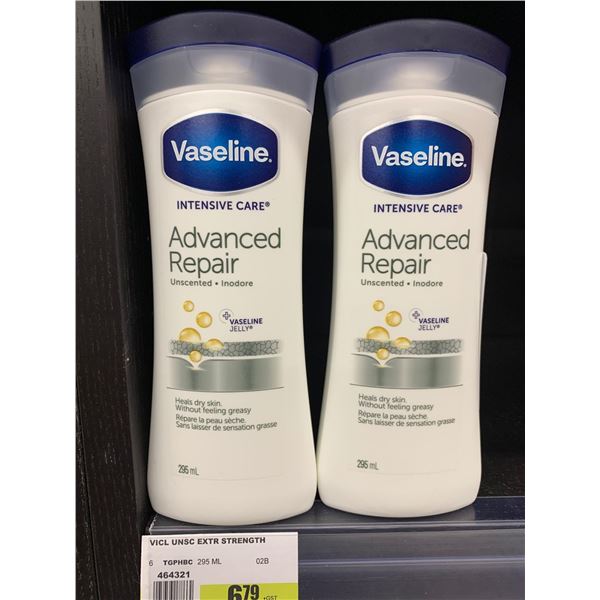 Vaseline.
INTENSIVE CARE®
Advanced
Repair
Unscented • Inodore
+ VASELINE
JELLY®
Heals dry skin.
Without feeling greasy
Répare la peau sèche.
Sans laisser de sensation grasse
295 mL
Vaseline.
INTENSIVE CARE®
Advanced
Repair
Unscented • Inodore
+ VASELINE
JELLY®
Heals dry skin.
Without feeling greasy
Répare la peau sèche.
Sans laisser de sensation grasse
295 mL
VICL UNSC EXTR STRENGTH
6 TGPHBC 295 ML 02B
464321
6.79 +GST